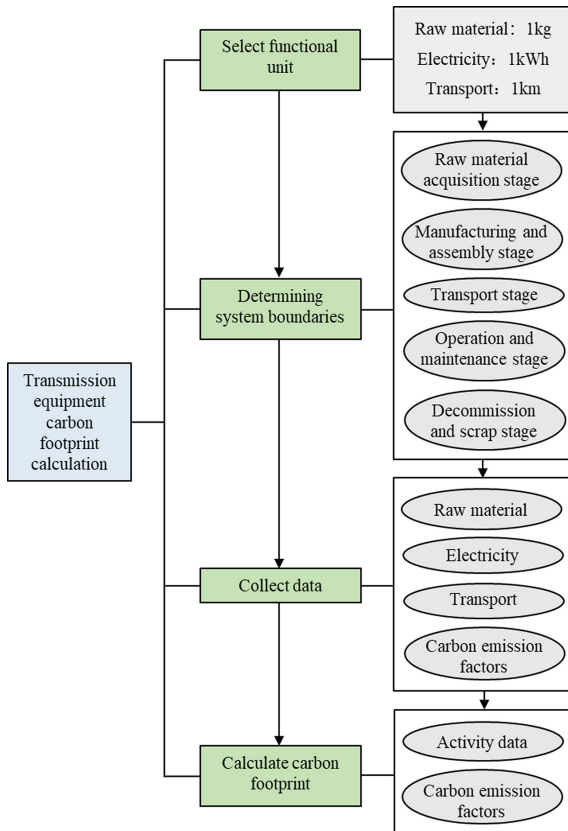 Select functional
unit
Raw material：1kg
Electricity：1kWh
Transport：1km
Raw material
acquisition stage
Manufacturing and
assembly stage
Transport stage
Operation and
maintenance stage
Decommission
and scrap stage
Determining
system boundaries
Transmission
equipment
carbon
footprint
calculation
Raw material
Electricity
Transport
Carbon emission
factors
Collect data
Calculate carbon
footprint
Activity data
Carbon emission
factors